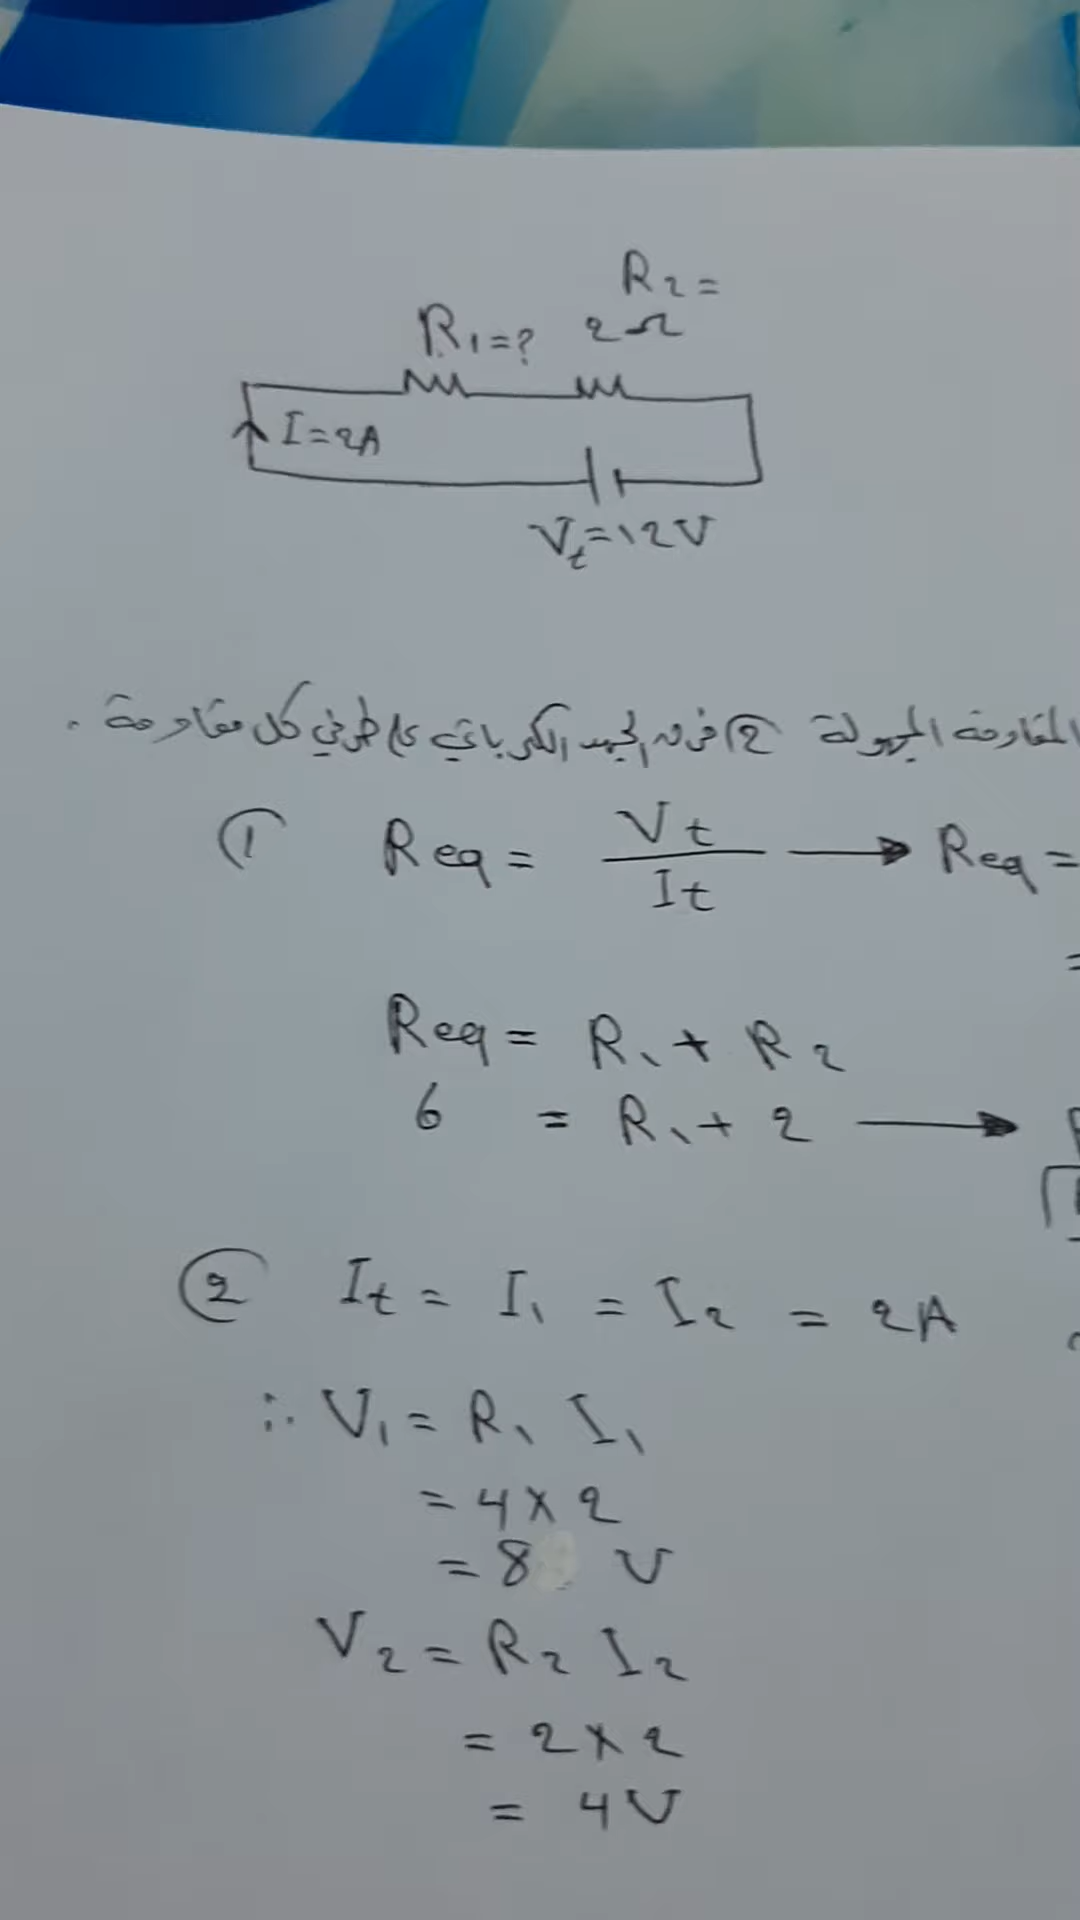 R₂=
R₁=? 2Ω
I=2A
Vₜ=12V
المقاومة المجهولة ② فرق الجهد الكهربائي على طرفي كل مقاومة.
① Req = Vt/It → Req =
=
Req = R₁ + R₂
6 = R₁ + 2 →
② It = I₁ = I₂ = 2A
∴ V₁ = R₁ I₁
= 4 × 2
= 8 V
V₂ = R₂ I₂
= 2 × 2
= 4V